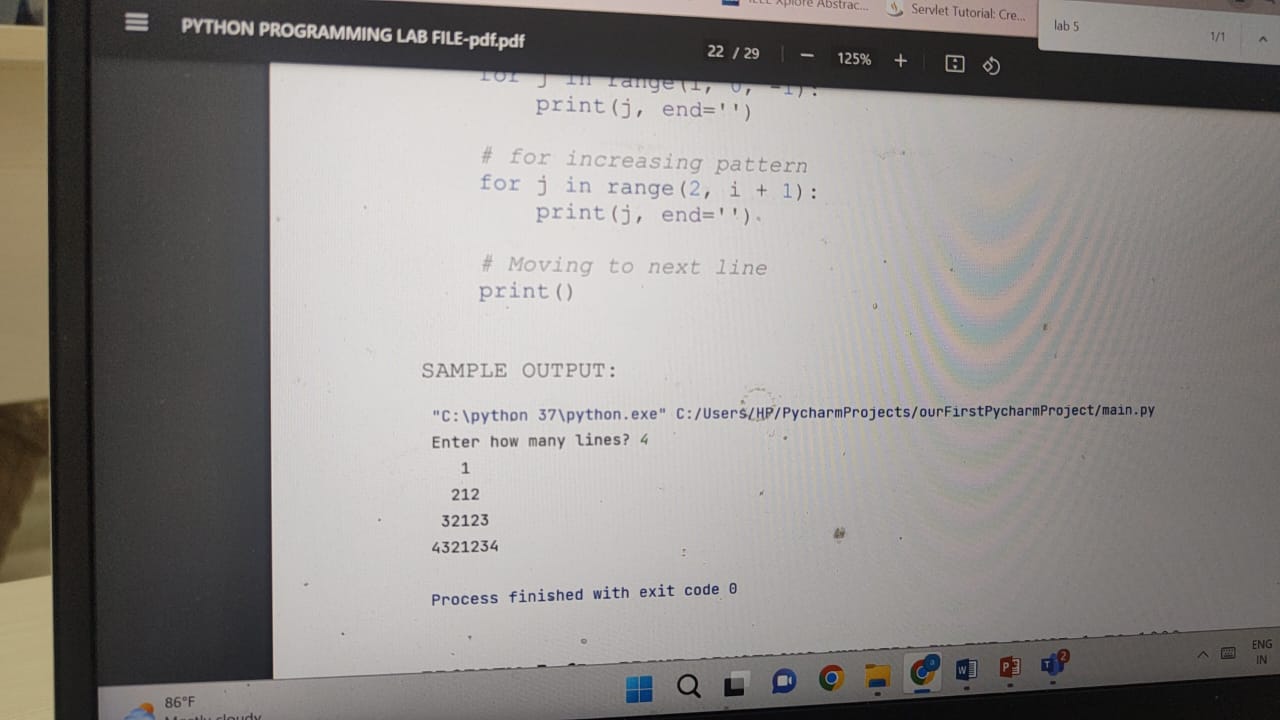 IEEE Xplore Abstrac...
Servlet Tutorial: Cre...
lab 5
1/1
PYTHON PROGRAMMING LAB FILE-pdf.pdf
22 / 29
125%
for j in range(i, 0, -1):
print(j, end='')
# for increasing pattern
for j in range(2, i + 1):
print(j, end='')
# Moving to next line
print()
SAMPLE OUTPUT:
"C:\python 37\python.exe" C:/Users/HP/PycharmProjects/ourFirstPycharmProject/main.py
Enter how many lines? 4
1
212
32123
4321234
Process finished with exit code 0
86°F
Mostly cloudy
2
ENG
IN